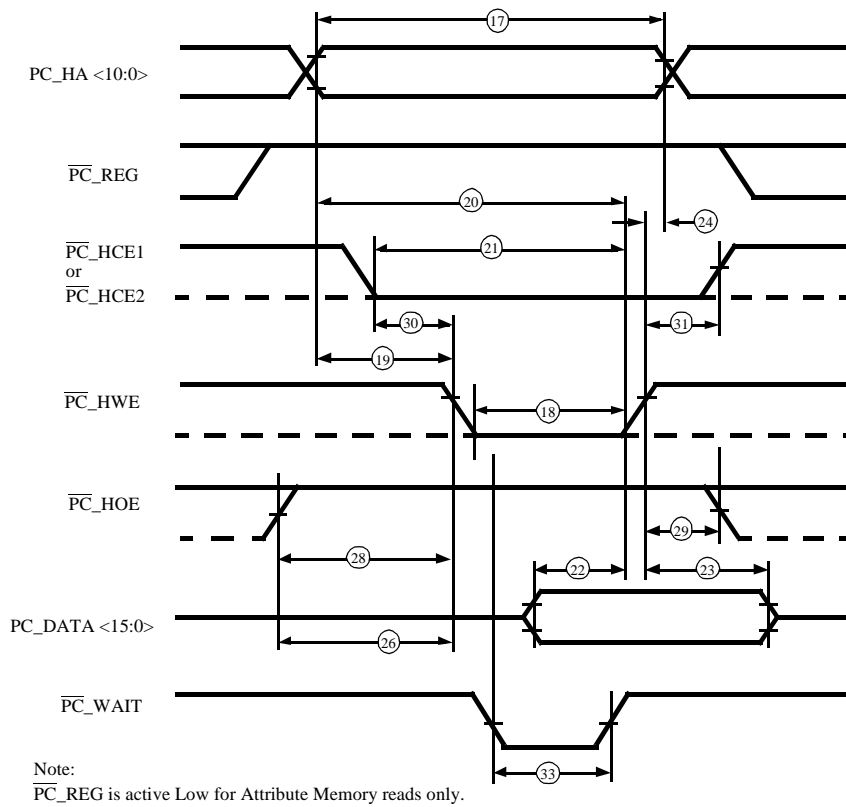 17
PC_HA <10:0>
PC_REG
20
24
PC_HCE1
or
PC_HCE2
21
30
31
19
PC_HWE
18
PC_HOE
29
28
22
23
PC_DATA <15:0>
26
PC_WAIT
33
Note:
PC_REG is active Low for Attribute Memory reads only.